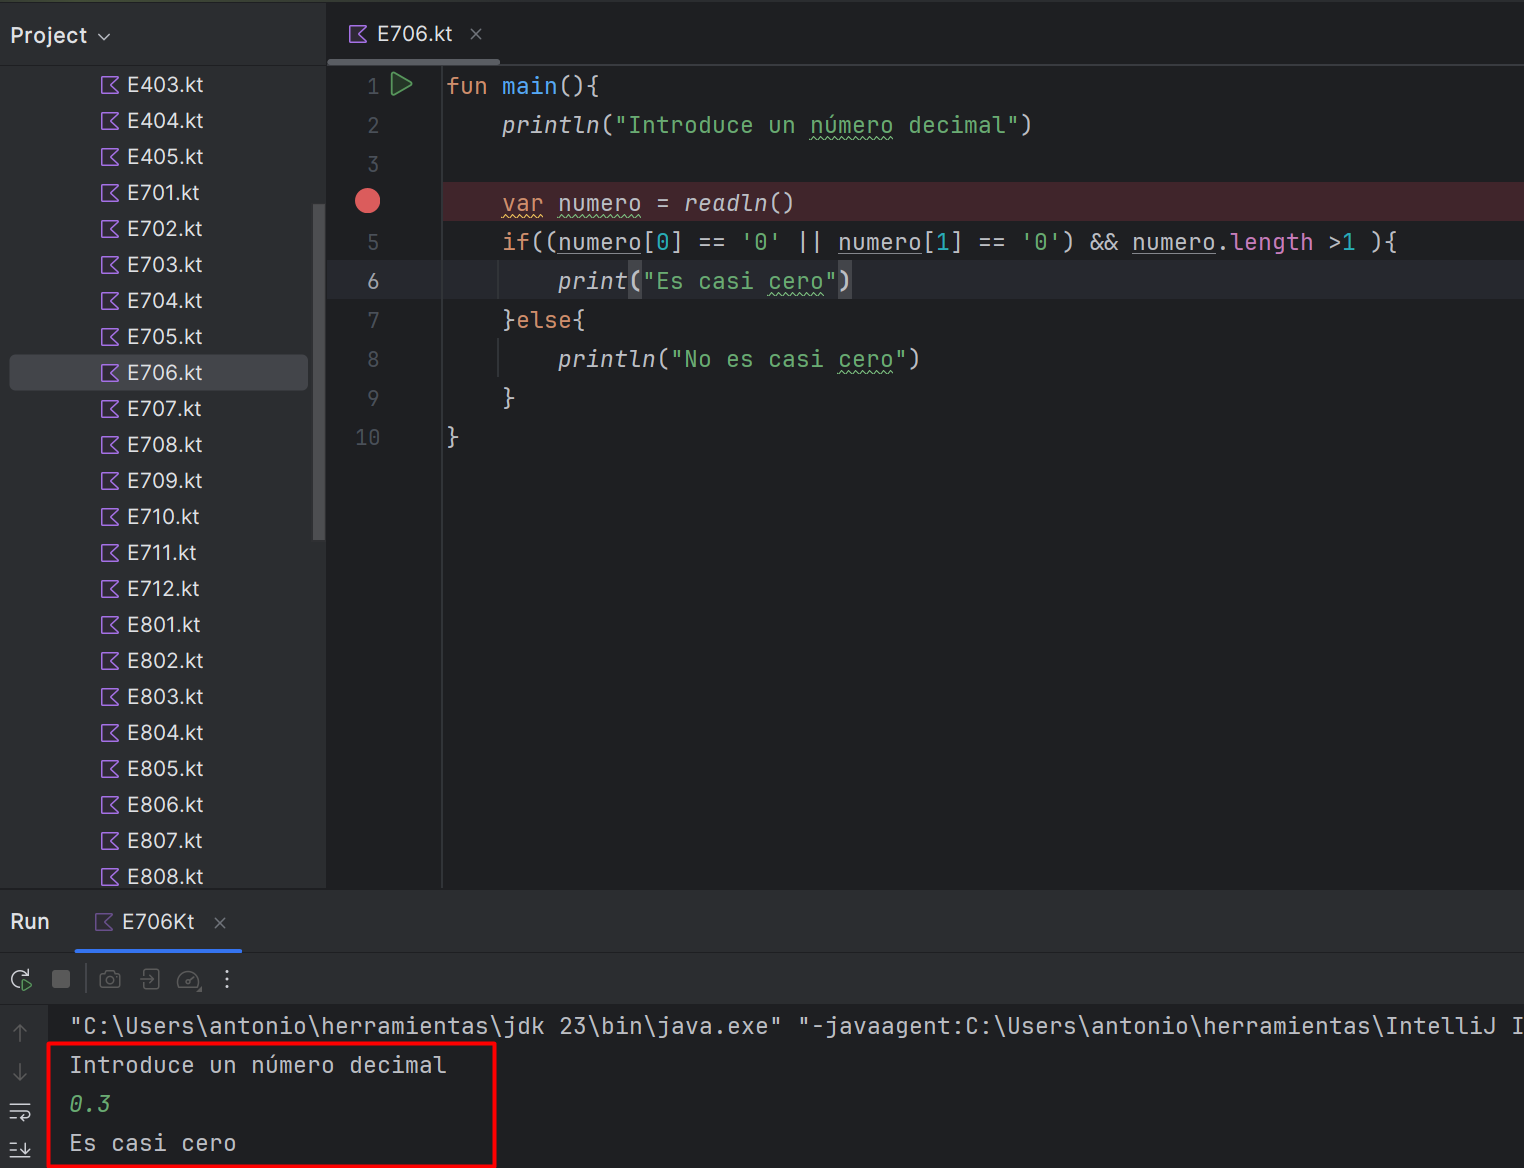 Project
E403.kt
E404.kt
E405.kt
E701.kt
E702.kt
E703.kt
E704.kt
E705.kt
E706.kt
E707.kt
E708.kt
E709.kt
E710.kt
E711.kt
E712.kt
E801.kt
E802.kt
E803.kt
E804.kt
E805.kt
E806.kt
E807.kt
E808.kt
E706.kt
1 fun main(){
2 println("Introduce un número decimal")
3
var numero = readln()
5 if((numero[0] == '0' || numero[1] == '0') && numero.length >1 ){
6 print("Es casi cero")
7 }else{
8 println("No es casi cero")
9 }
10 }
Run E706Kt
"C:\Users\antonio\herramientas\jdk 23\bin\java.exe" "-javaagent:C:\Users\antonio\herramientas\IntelliJ I
Introduce un número decimal
0.3
Es casi cero